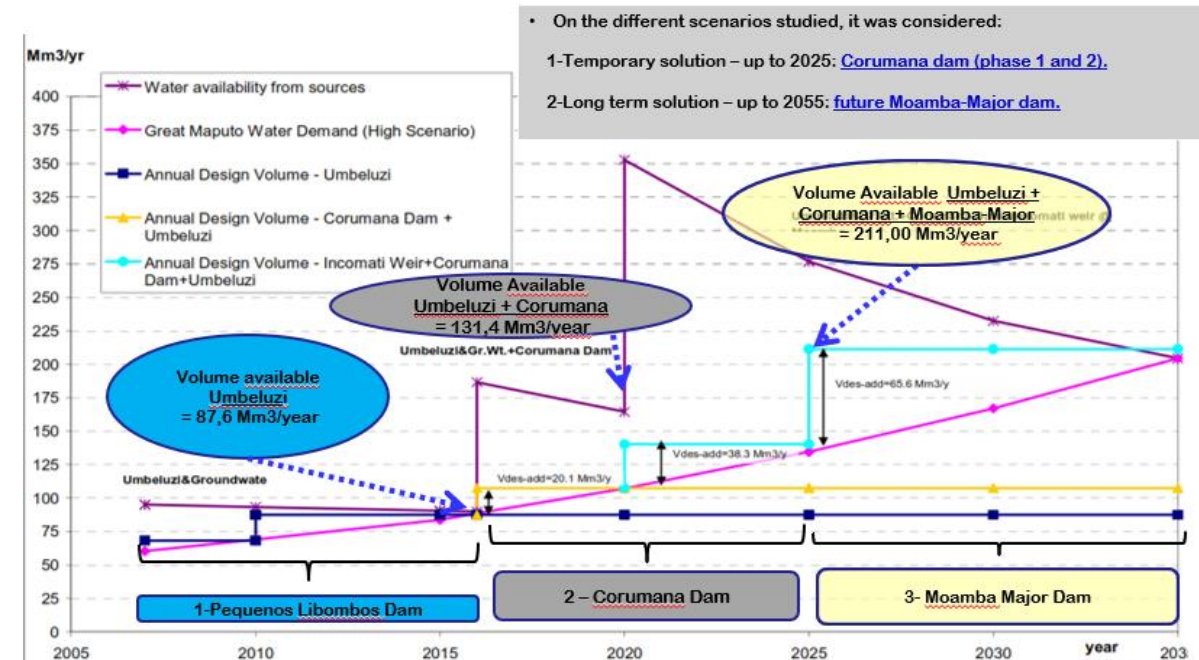 • On the different scenarios studied, it was considered:
1-Temporary solution – up to 2025: Corumana dam (phase 1 and 2).
2-Long term solution – up to 2055: future Moamba-Major dam.
Mm3/yr
400
375
350
325
300
275
250
225
200
175
150
125
100
75
50
25
0
Water availability from sources
Great Maputo Water Demand (High Scenario)
Annual Design Volume - Umbeluzi
Annual Design Volume - Corumana Dam +
Umbeluzi
Annual Design Volume - Incomati Weir+Corumana
Dam+Umbeluzi
Volume Available Umbeluzi +
Corumana + Moamba-Major
= 211,00 Mm3/year
Volume Available
Umbeluzi + Corumana
= 131,4 Mm3/year
Umbeluzi&Gr.Wt.+Corumana Dam
Volume available
Umbeluzi
= 87,6 Mm3/year
Umbeluzi&Groundwate
Vdes-add=20.1 Mm3/y
Vdes-add=38.3 Mm3/y
Vdes-add=65.6 Mm3/y
1-Pequenos Libombos Dam
2 – Corumana Dam
3- Moamba Major Dam
2005
2010
2015
2020
2025
2030
203
year